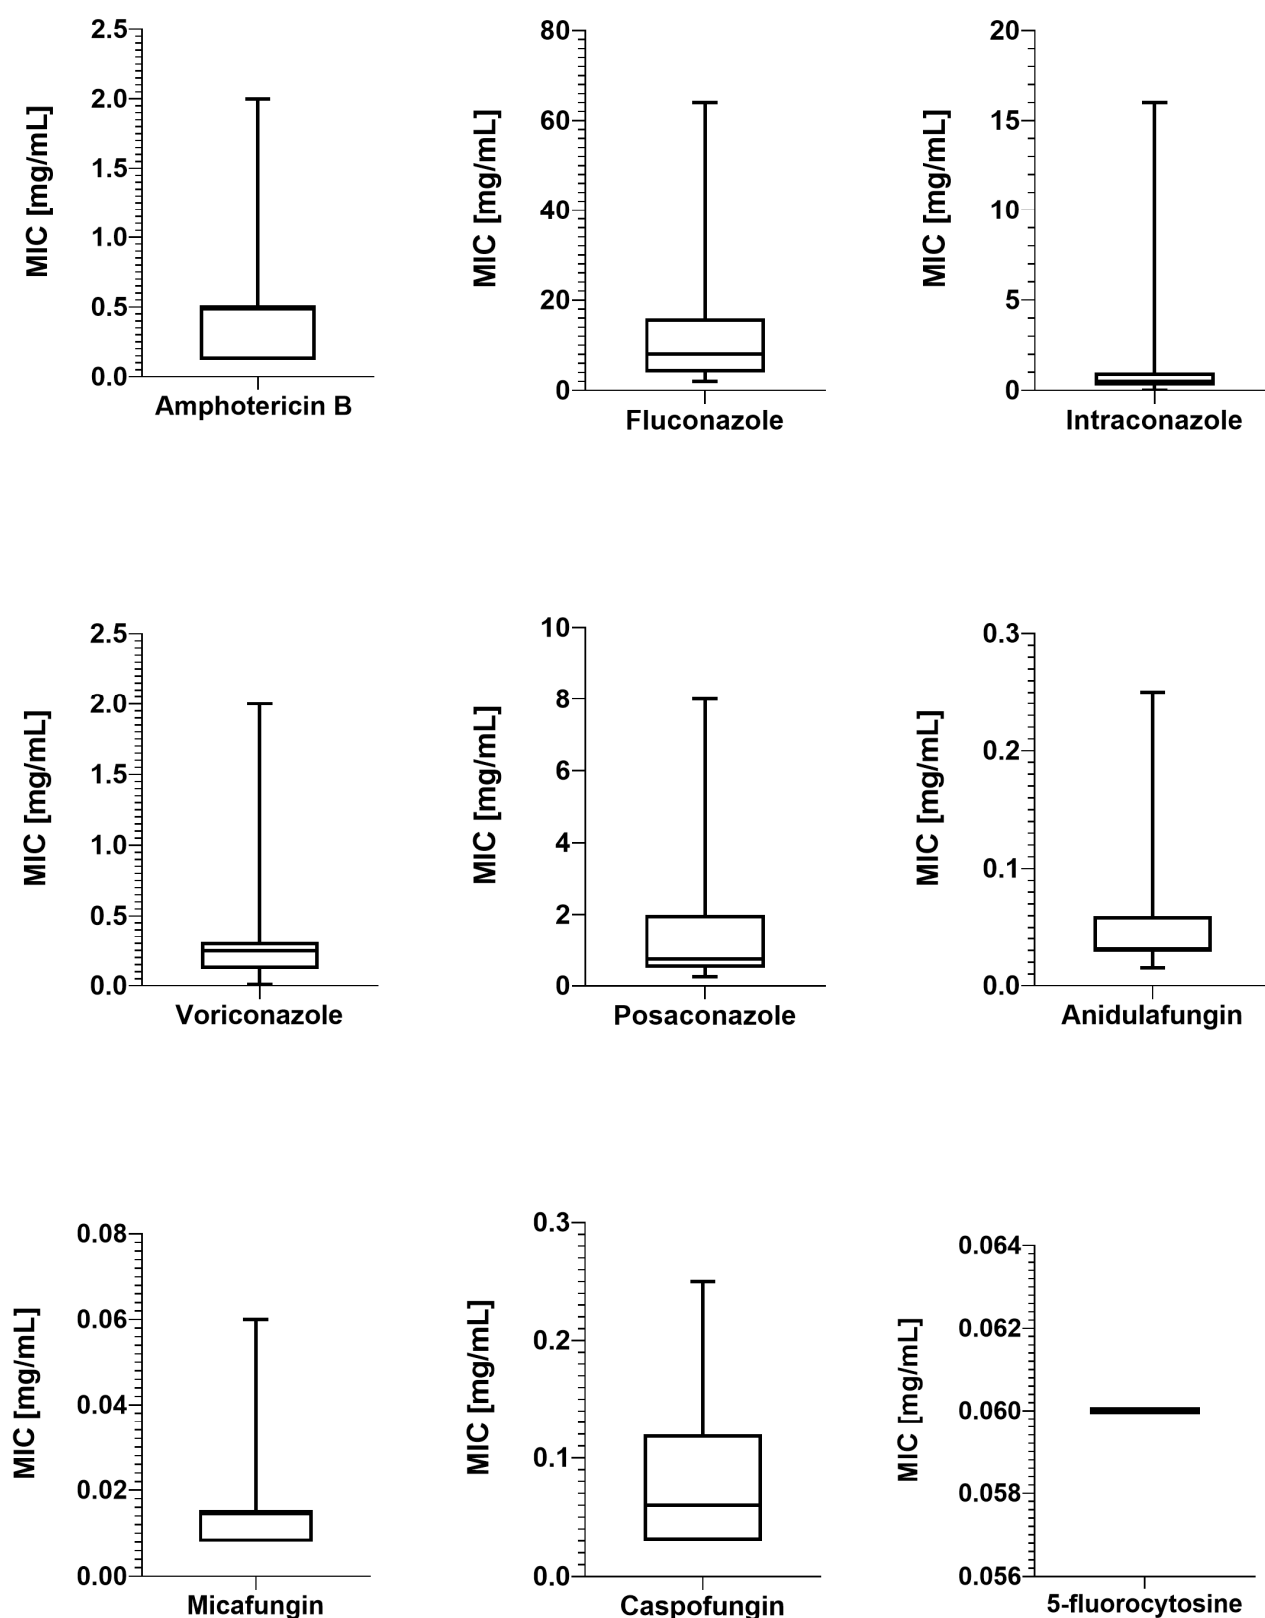 MIC [mg/mL]
2.5
2.0
1.5
1.0
0.5
0.0
Amphotericin B
MIC [mg/mL]
80
60
40
20
0
Fluconazole
MIC [mg/mL]
20
15
10
5
0
Intraconazole
MIC [mg/mL]
2.5
2.0
1.5
1.0
0.5
0.0
Voriconazole
MIC [mg/mL]
10
8
6
4
2
0
Posaconazole
MIC [mg/mL]
0.3
0.2
0.1
0.0
Anidulafungin
MIC [mg/mL]
0.08
0.06
0.04
0.02
0.00
Micafungin
MIC [mg/mL]
0.3
0.2
0.1
0.0
Caspofungin
MIC [mg/mL]
0.064
0.062
0.060
0.058
0.056
5-fluorocytosine